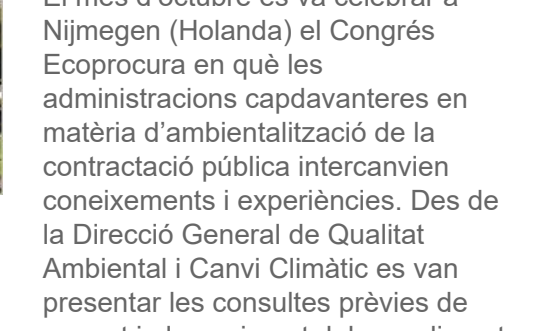 El mes d'octubre es va celebrar a
Nijmegen (Holanda) el Congrés
Ecoprocura en què les
administracions capdavanteres en
matèria d’ambientalització de la
contractació pública intercanvien
coneixements i experiències. Des de
la Direcció General de Qualitat
Ambiental i Canvi Climàtic es van
presentar les consultes prèvies de